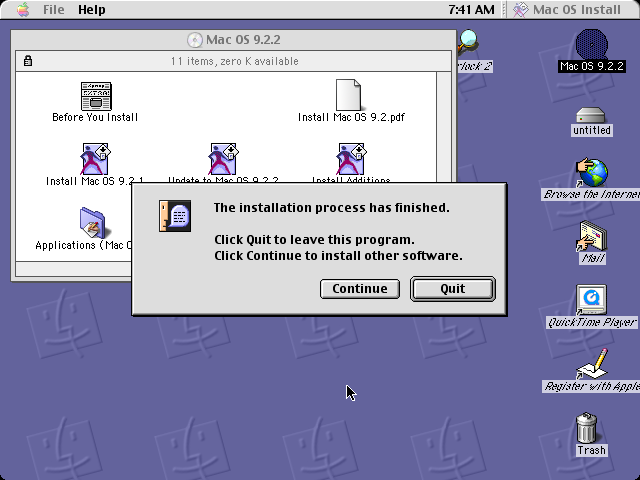 File Help 7:41 AM Mac OS Install
Mac OS 9.2.2
11 items, zero K available
Before You Install
Install Mac OS 9.2.pdf
Install Mac OS 9.2.1
Update to Mac OS 9.2.2
Install Additions
Applications (Mac O
The installation process has finished.
Click Quit to leave this program.
Click Continue to install other software.
Continue
Quit
rlock 2
Mac OS 9.2.2
untitled
Browse the Internet
Mail
QuickTime Player
Register with Apple
Trash